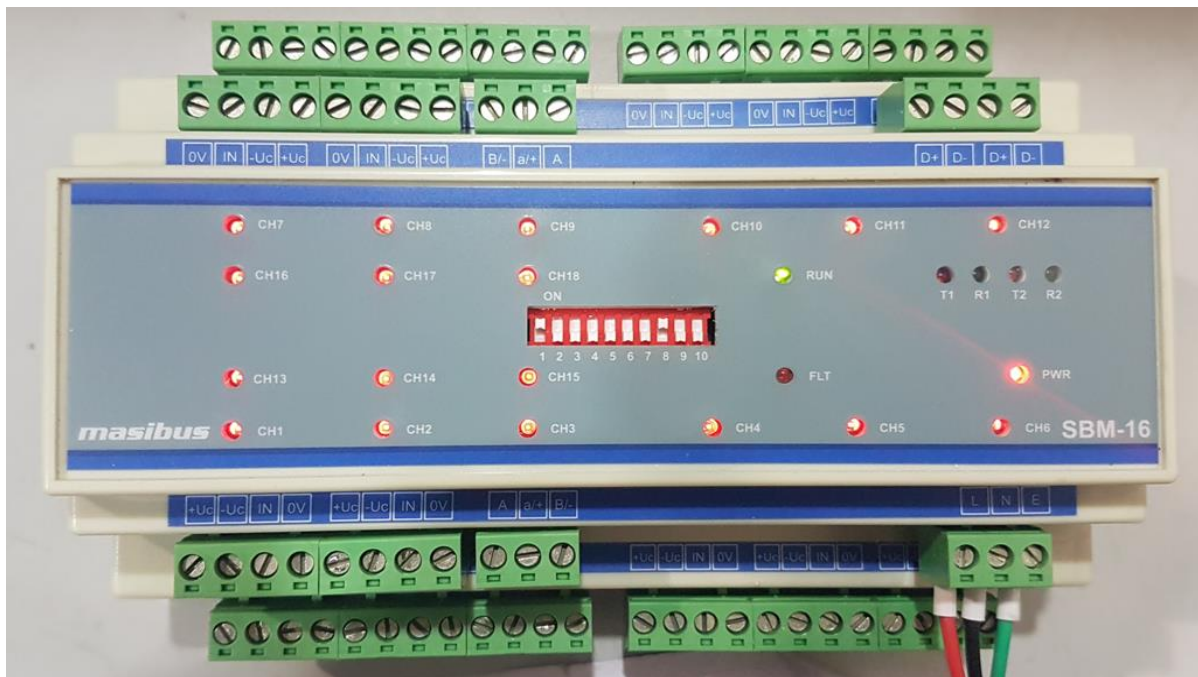 0V IN -Uc +Uc 0V IN -Uc +Uc
0V IN -Uc +Uc 0V IN -Uc +Uc B/- a/+ A D+ D- D+ D-
CH7 CH8 CH9 CH10 CH11 CH12
CH16 CH17 CH18 RUN
T1 R1 T2 R2
ON
1 2 3 4 5 6 7 8 9 10
CH13 CH14 CH15 FLT PWR
masibus CH1 CH2 CH3 CH4 CH5 CH6 SBM-16
+Uc -Uc IN 0V +Uc -Uc IN 0V A a/+ B/- L N E
+Uc -Uc IN 0V +Uc -Uc IN 0V +Uc